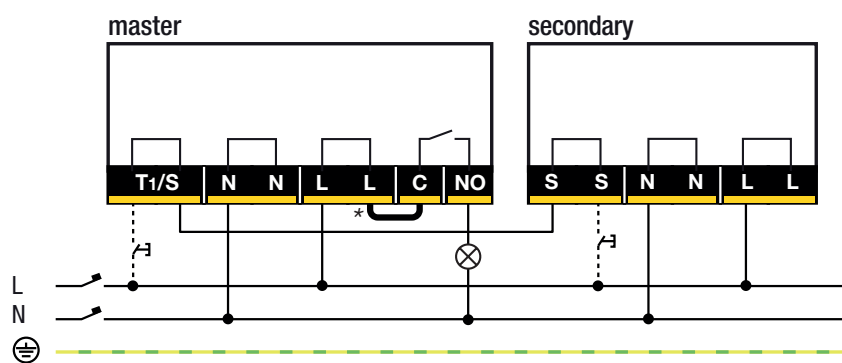 master
secondary
T1/S N N L L C NO
S S N N L L
*
L
N